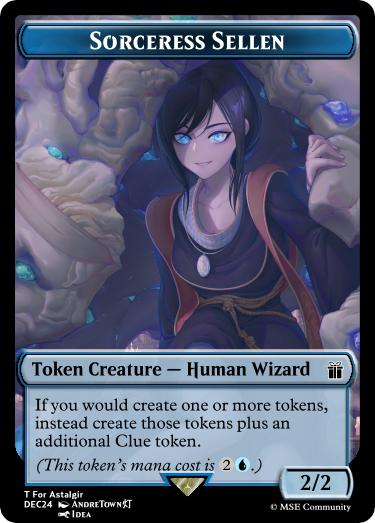 Sorceress Sellen
Token Creature — Human Wizard
If you would create one or more tokens,
instead create those tokens plus an
additional Clue token.
(This token's mana cost is 2.)
2/2
T For Astalgir
DEC24 AndreTown
Idea
© MSE Community